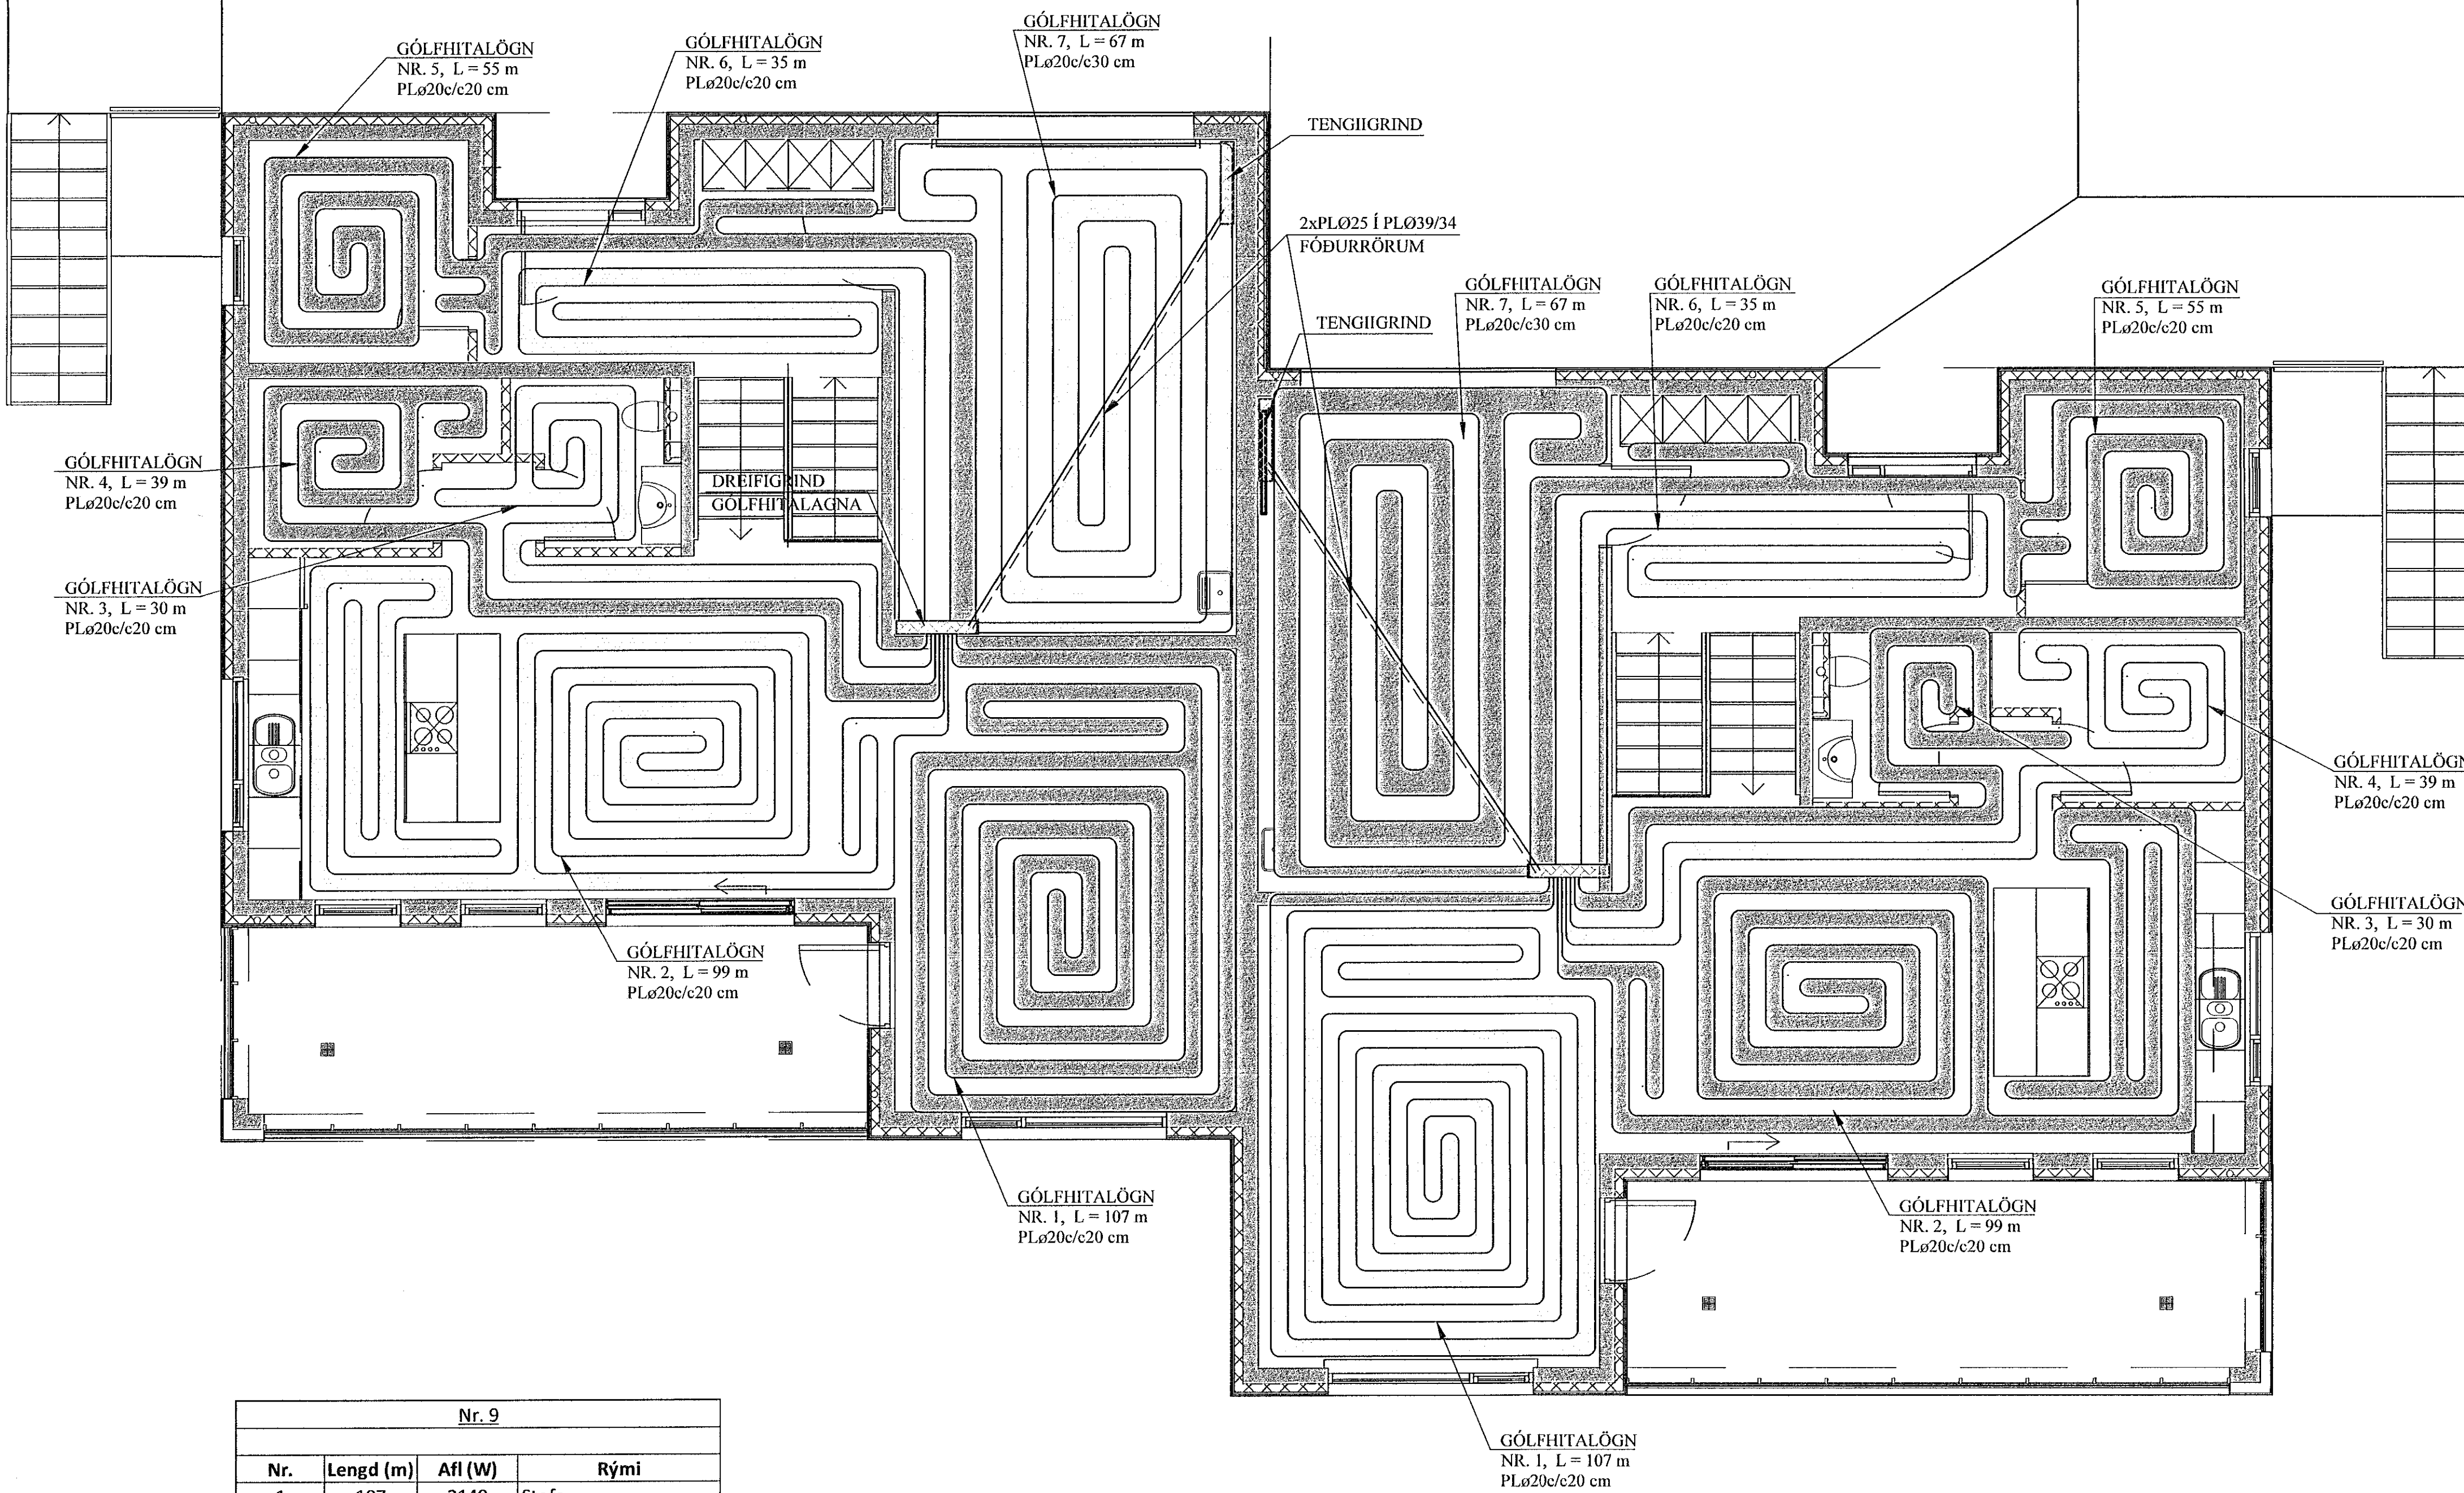 GÓLFHITALÖGN
NR. 5, L = 55 m
PLø20c/c20 cm
GÓLFHITALÖGN
NR. 6, L = 35 m
PLø20c/c20 cm
GÓLFHITALÖGN
NR. 7, L = 67 m
PLø20c/c30 cm
TENGIIGRIND
2xPLØ25 Í PLØ39/34
FÓÐURRÖRUM
TENGIIGRIND
GÓLFHITALÖGN
NR. 7, L = 67 m
PLø20c/c30 cm
GÓLFHITALÖGN
NR. 6, L = 35 m
PLø20c/c20 cm
GÓLFHITALÖGN
NR. 5, L = 55 m
PLø20c/c20 cm
GÓLFHITALÖGN
NR. 4, L = 39 m
PLø20c/c20 cm
DREIFIGRIND
GÓLFHITALAGNA
GÓLFHITALÖGN
NR. 3, L = 30 m
PLø20c/c20 cm
GÓLFHITALÖGN
NR. 4, L = 39 m
PLø20c/c20 cm
GÓLFHITALÖGN
NR. 3, L = 30 m
PLø20c/c20 cm
GÓLFHITALÖGN
NR. 2, L = 99 m
PLø20c/c20 cm
GÓLFHITALÖGN
NR. 1, L = 107 m
PLø20c/c20 cm
GÓLFHITALÖGN
NR. 2, L = 99 m
PLø20c/c20 cm
GÓLFHITALÖGN
NR. 1, L = 107 m
PLø20c/c20 cm
Nr. 9
Nr. Lengd (m) Afl (W) Rými